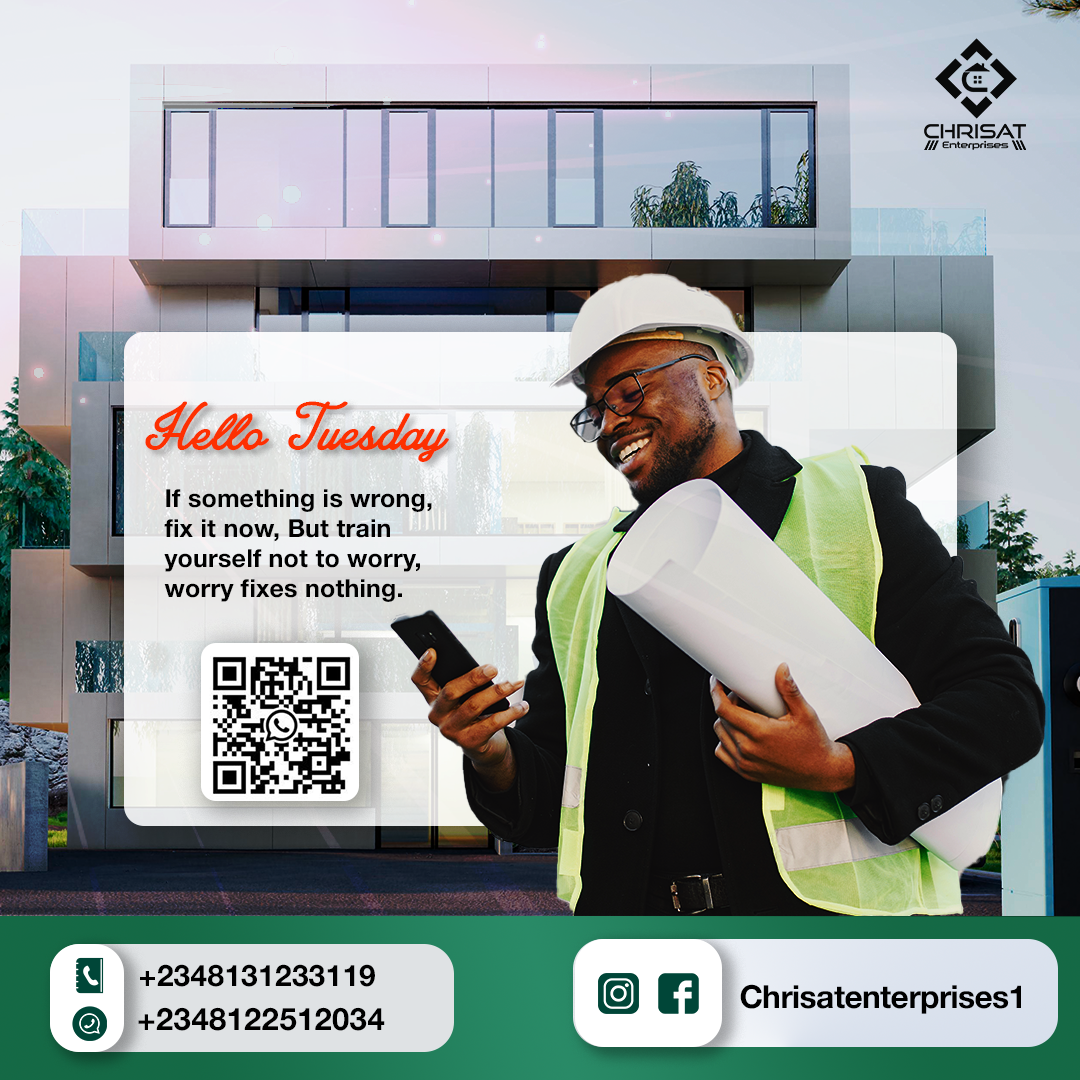 CHRISAT
Enterprises
Hello Tuesday
If something is wrong,
fix it now, But train
yourself not to worry,
worry fixes nothing.
+2348131233119
+2348122512034
Chrisatenterprises1